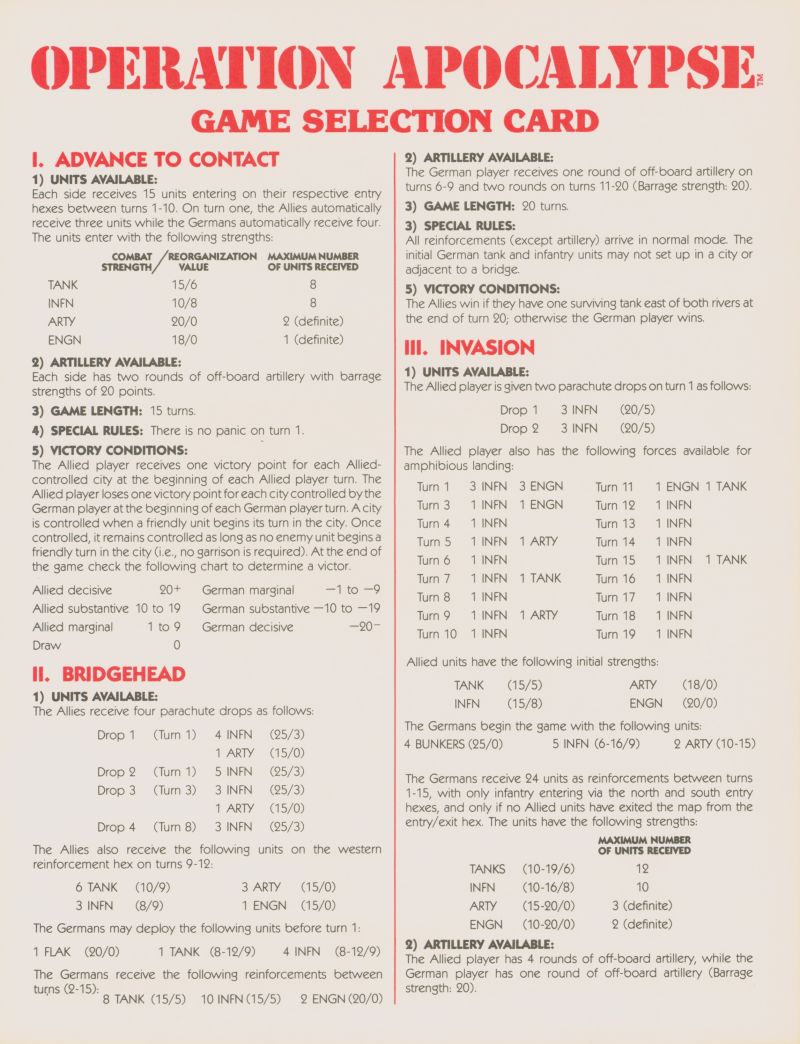 OPERATION APOCALYPSE™
GAME SELECTION CARD
I. ADVANCE TO CONTACT
1) UNITS AVAILABLE:
Each side receives 15 units entering on their respective entry
hexes between turns 1-10. On turn one, the Allies automatically
receive three units while the Germans automatically receive four.
The units enter with the following strengths:
COMBAT STRENGTH / REORGANIZATION VALUE MAXIMUM NUMBER OF UNITS RECEIVED
TANK 15/6 8
INFN 10/8 8
ARTY 20/0 2 (definite)
ENGN 18/0 1 (definite)
2) ARTILLERY AVAILABLE:
Each side has two rounds of off-board artillery with barrage
strengths of 20 points.
3) GAME LENGTH: 15 turns.
4) SPECIAL RULES: There is no panic on turn 1.
5) VICTORY CONDITIONS:
The Allied player receives one victory point for each Allied-
controlled city at the beginning of each Allied player turn. The
Allied player loses one victory point for each city controlled by the
German player at the beginning of each German player turn. A city
is controlled when a friendly unit begins its turn in the city. Once
controlled, it remains controlled as long as no enemy unit begins a
friendly turn in the city (i.e., no garrison is required). At the end of
the game check the following chart to determine a victor.
Allied decisive 20+ German marginal —1 to —9
Allied substantive 10 to 19 German substantive —10 to —19
Allied marginal 1 to 9 German decisive —20–
Draw 0
II. BRIDGEHEAD
1) UNITS AVAILABLE:
The Allies receive four parachute drops as follows:
Drop 1 (Turn 1) 4 INFN (25/3)
1 ARTY (15/0)
Drop 2 (Turn 1) 5 INFN (25/3)
Drop 3 (Turn 3) 3 INFN (25/3)
1 ARTY (15/0)
Drop 4 (Turn 8) 3 INFN (25/3)
The Allies also receive the following units on the western
reinforcement hex on turns 9-12:
6 TANK (10/9) 3 ARTY (15/0)
3 INFN (8/9) 1 ENGN (15/0)
The Germans may deploy the following units before turn 1:
1 FLAK (20/0) 1 TANK (8-12/9) 4 INFN (8-12/9)
The Germans receive the following reinforcements between
turns (2-15):
8 TANK (15/5) 10 INFN (15/5) 2 ENGN (20/0)
2) ARTILLERY AVAILABLE:
The German player receives one round of off-board artillery on
turns 6-9 and two rounds on turns 11-20 (Barrage strength: 20).
3) GAME LENGTH: 20 turns.
3) SPECIAL RULES:
All reinforcements (except artillery) arrive in normal mode. The
initial German tank and infantry units may not set up in a city or
adjacent to a bridge.
5) VICTORY CONDITIONS:
The Allies win if they have one surviving tank east of both rivers at
the end of turn 20; otherwise the German player wins.
III. INVASION
1) UNITS AVAILABLE:
The Allied player is given two parachute drops on turn 1 as follows:
Drop 1 3 INFN (20/5)
Drop 2 3 INFN (20/5)
The Allied player also has the following forces available for
amphibious landing:
Turn 1 3 INFN 3 ENGN Turn 11 1 ENGN 1 TANK
Turn 3 1 INFN 1 ENGN Turn 12 1 INFN
Turn 4 1 INFN Turn 13 1 INFN
Turn 5 1 INFN 1 ARTY Turn 14 1 INFN
Turn 6 1 INFN Turn 15 1 INFN 1 TANK
Turn 7 1 INFN 1 TANK Turn 16 1 INFN
Turn 8 1 INFN Turn 17 1 INFN
Turn 9 1 INFN 1 ARTY Turn 18 1 INFN
Turn 10 1 INFN Turn 19 1 INFN
Allied units have the following initial strengths:
TANK (15/5) ARTY (18/0)
INFN (15/8) ENGN (20/0)
The Germans begin the game with the following units:
4 BUNKERS (25/0) 5 INFN (6-16/9) 2 ARTY (10-15)
The Germans receive 24 units as reinforcements between turns
1-15, with only infantry entering via the north and south entry
hexes, and only if no Allied units have exited the map from the
entry/exit hex. The units have the following strengths:
MAXIMUM NUMBER
OF UNITS RECEIVED
TANKS (10-19/6) 12
INFN (10-16/8) 10
ARTY (15-20/0) 3 (definite)
ENGN (10-20/0) 2 (definite)
2) ARTILLERY AVAILABLE:
The Allied player has 4 rounds of off-board artillery, while the
German player has one round of off-board artillery (Barrage
strength: 20).